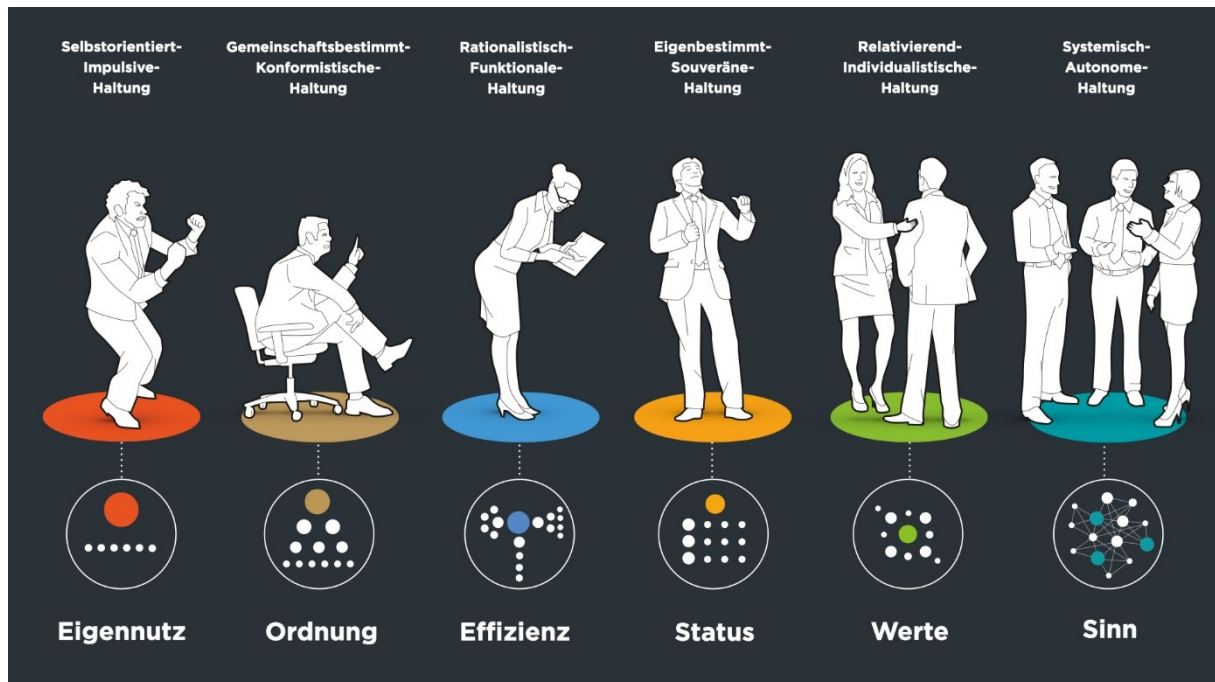 Selbstorientiert-
Impulsive-
Haltung
Gemeinschaftsbestimmt-
Konformistische-
Haltung
Rationalistisch-
Funktionale-
Haltung
Eigenbestimmt-
Souveräne-
Haltung
Relativierend-
Individualistische-
Haltung
Systemisch-
Autonome-
Haltung
Eigennutz
Ordnung
Effizienz
Status
Werte
Sinn